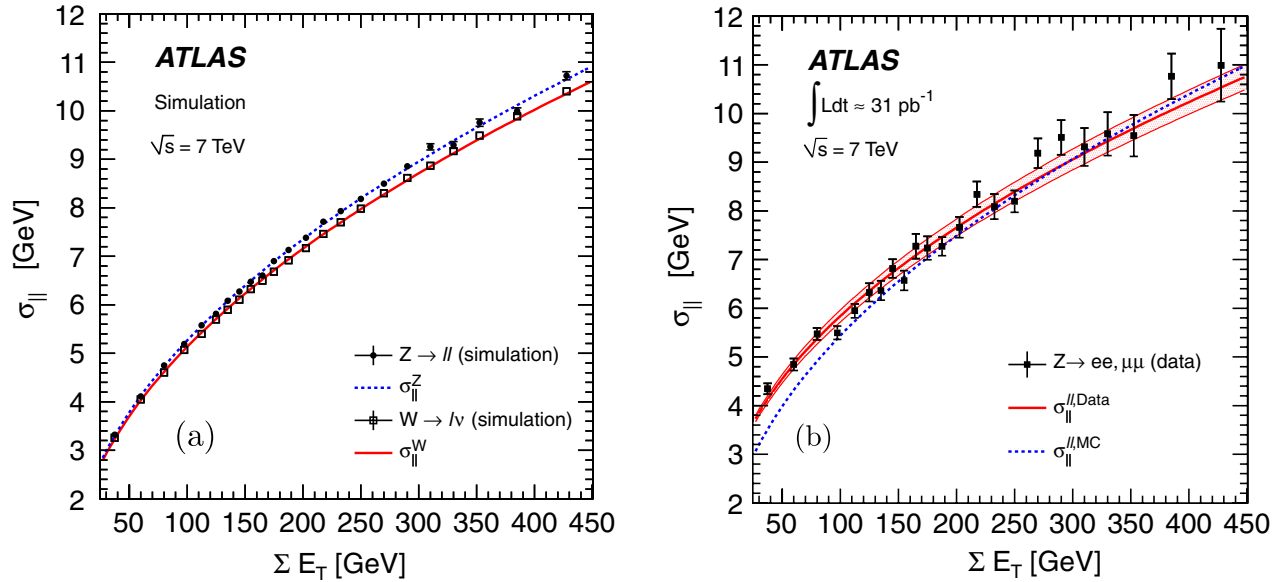 12
11
10
9
8
7
6
5
4
3
2
σ∥ [GeV]
ATLAS
Simulation
√s = 7 TeV
Z → ll (simulation)
σ∥^Z
W → lν (simulation)
σ∥^W
(a)
50 100 150 200 250 300 350 400 450
Σ E_T [GeV]
12
11
10
9
8
7
6
5
4
3
2
σ∥ [GeV]
ATLAS
∫ Ldt ≈ 31 pb⁻¹
√s = 7 TeV
Z→ ee, μμ (data)
σ∥^ll,Data
σ∥^ll,MC
(b)
50 100 150 200 250 300 350 400 450
Σ E_T [GeV]